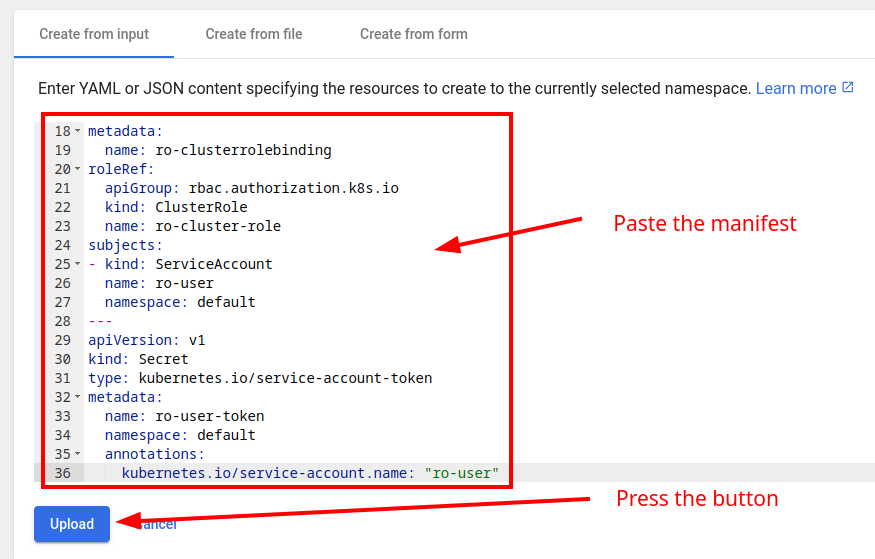 Create from input Create from file Create from form
Enter YAML or JSON content specifying the resources to create to the currently selected namespace. Learn more
18 metadata:
19   name: ro-clusterrolebinding
20 roleRef:
21   apiGroup: rbac.authorization.k8s.io
22   kind: ClusterRole
23   name: ro-cluster-role
Paste the manifest
24 subjects:
25 - kind: ServiceAccount
26   name: ro-user
27   namespace: default
28 ---
29 apiVersion: v1
30 kind: Secret
31 type: kubernetes.io/service-account-token
32 metadata:
33   name: ro-user-token
34   namespace: default
35   annotations:
36     kubernetes.io/service-account.name: "ro-user"
Press the button
Upload ancel